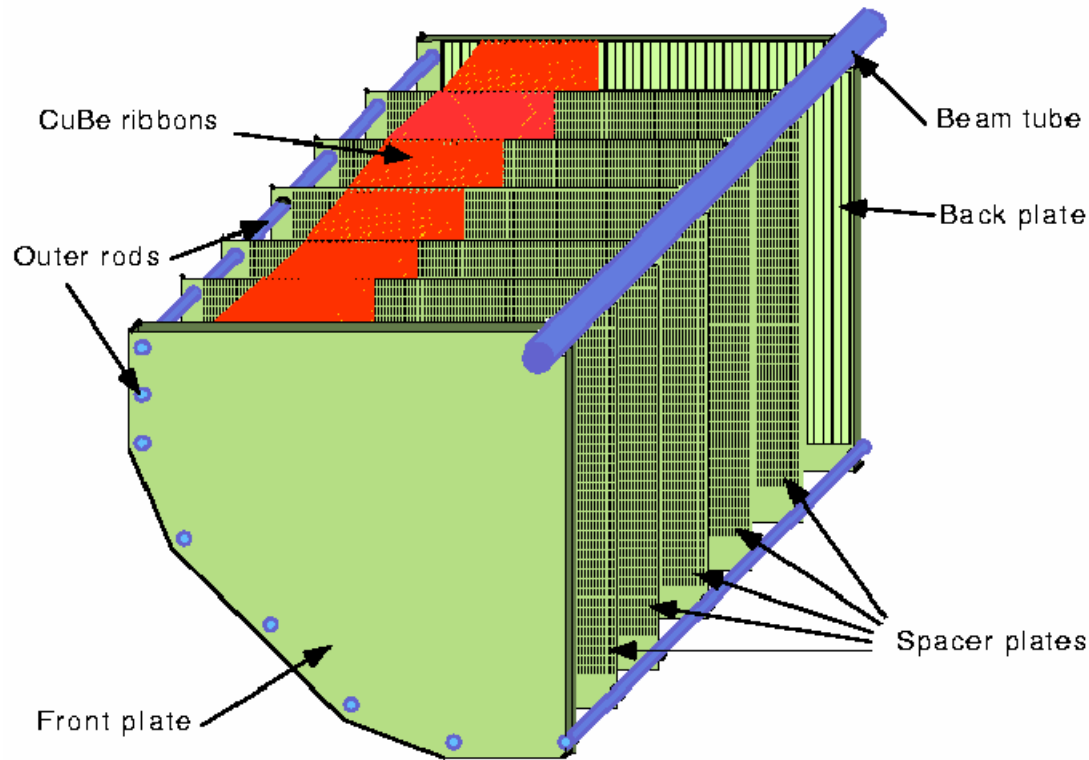 CuBe ribbons
Beam tube
Back plate
Outer rods
Spacer plates
Front plate